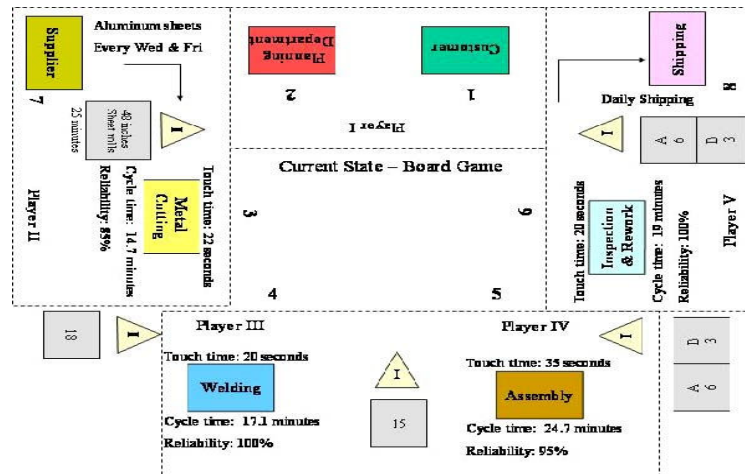 Aluminum sheets
Every Wed & Fri
Supplier
7
48 inches
Sheet rolls
25 minutes
I
Player II
Metal
Cutting
Touch time: 22 seconds
Cycle time: 14.7 minutes
Reliability: 85%
Planning
Department
2
Customer
1
Player I
Current State – Board Game
3
4
5
6
Shipping
8
Daily Shipping
I
A
6
D
3
Player V
Touch time: 20 seconds
Inspection
& Rework
Cycle time: 19 minutes
Reliability: 100%
18
I
Player III
Touch time: 20 seconds
Welding
Cycle time: 17.1 minutes
Reliability: 100%
I
15
Player IV
Touch time: 35 seconds
Assembly
Cycle time: 24.7 minutes
Reliability: 95%
I
D
3
A
6